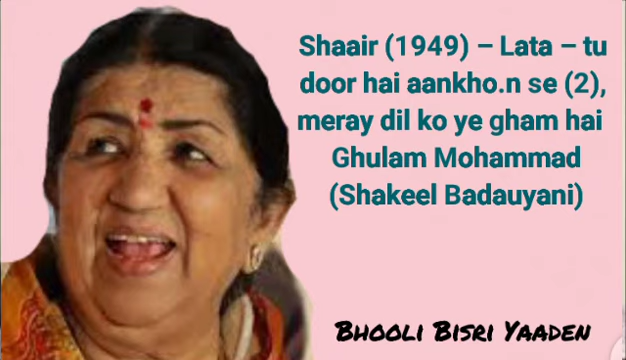 Shaair (1949) – Lata – tu
door hai aankho.n se (2),
meray dil ko ye gham hai
Ghulam Mohammad
(Shakeel Badauyani)
Bhooli Bisri Yaaden